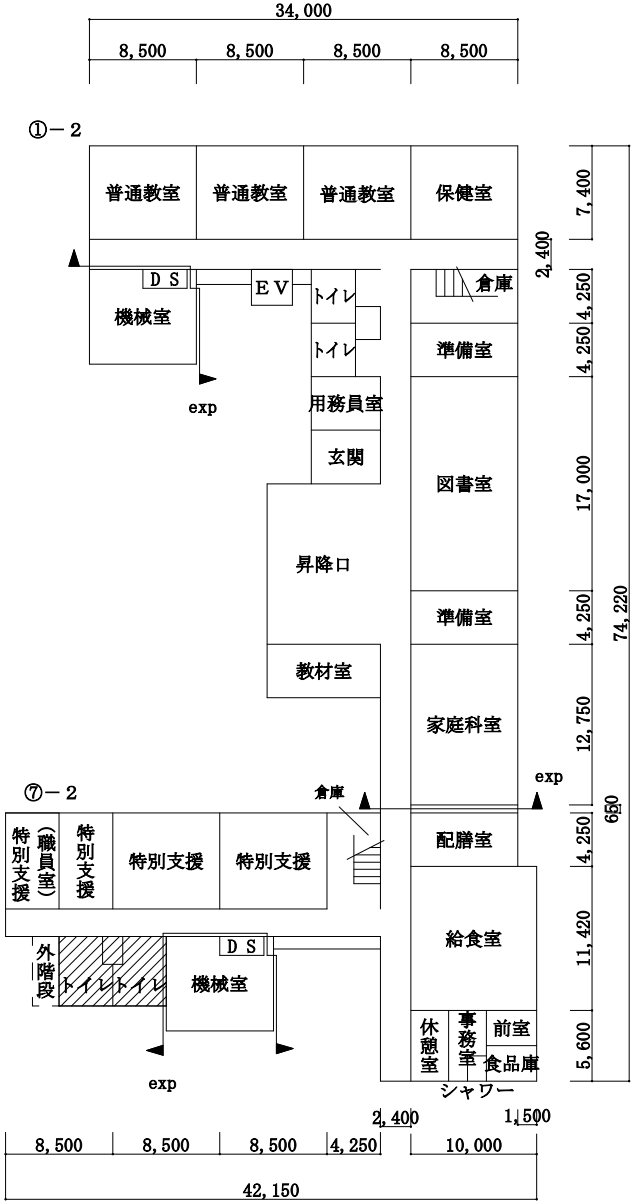 34,000
8,500 8,500 8,500 8,500
①-2
普通教室 普通教室 普通教室 保健室
7,400
2,400
DS
EV
トイレ
倉庫
4,250
機械室
トイレ
準備室
4,250
exp
用務員室
玄関
図書室
17,000
昇降口
準備室
4,250
74,220
教材室
家庭科室
12,750
⑦-2
倉庫
exp
650
特別支援
(職員室)
特別支援
特別支援
特別支援
配膳室
4,250
給食室
11,420
外階段
トイレ
トイレ
DS
機械室
休憩室
事務室
前室
食品庫
5,600
シャワー
exp
2,400
1,500
8,500 8,500 8,500 4,250 10,000
42,150